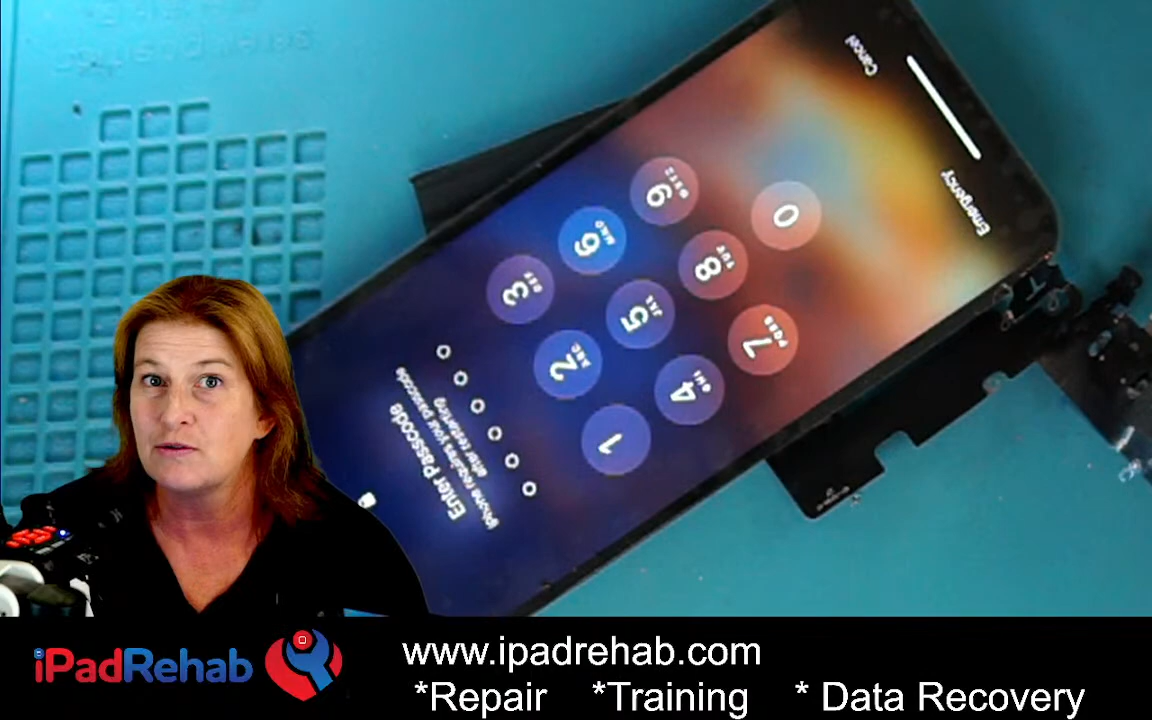 Enter Passcode
iPhone requires your passcode
after restarting
1
2
ABC
3
DEF
4
GHI
5
JKL
6
MNO
7
PQRS
8
TUV
9
WXYZ
0
Emergency
Cancel
iPadRehab
www.ipadrehab.com
*Repair *Training * Data Recovery